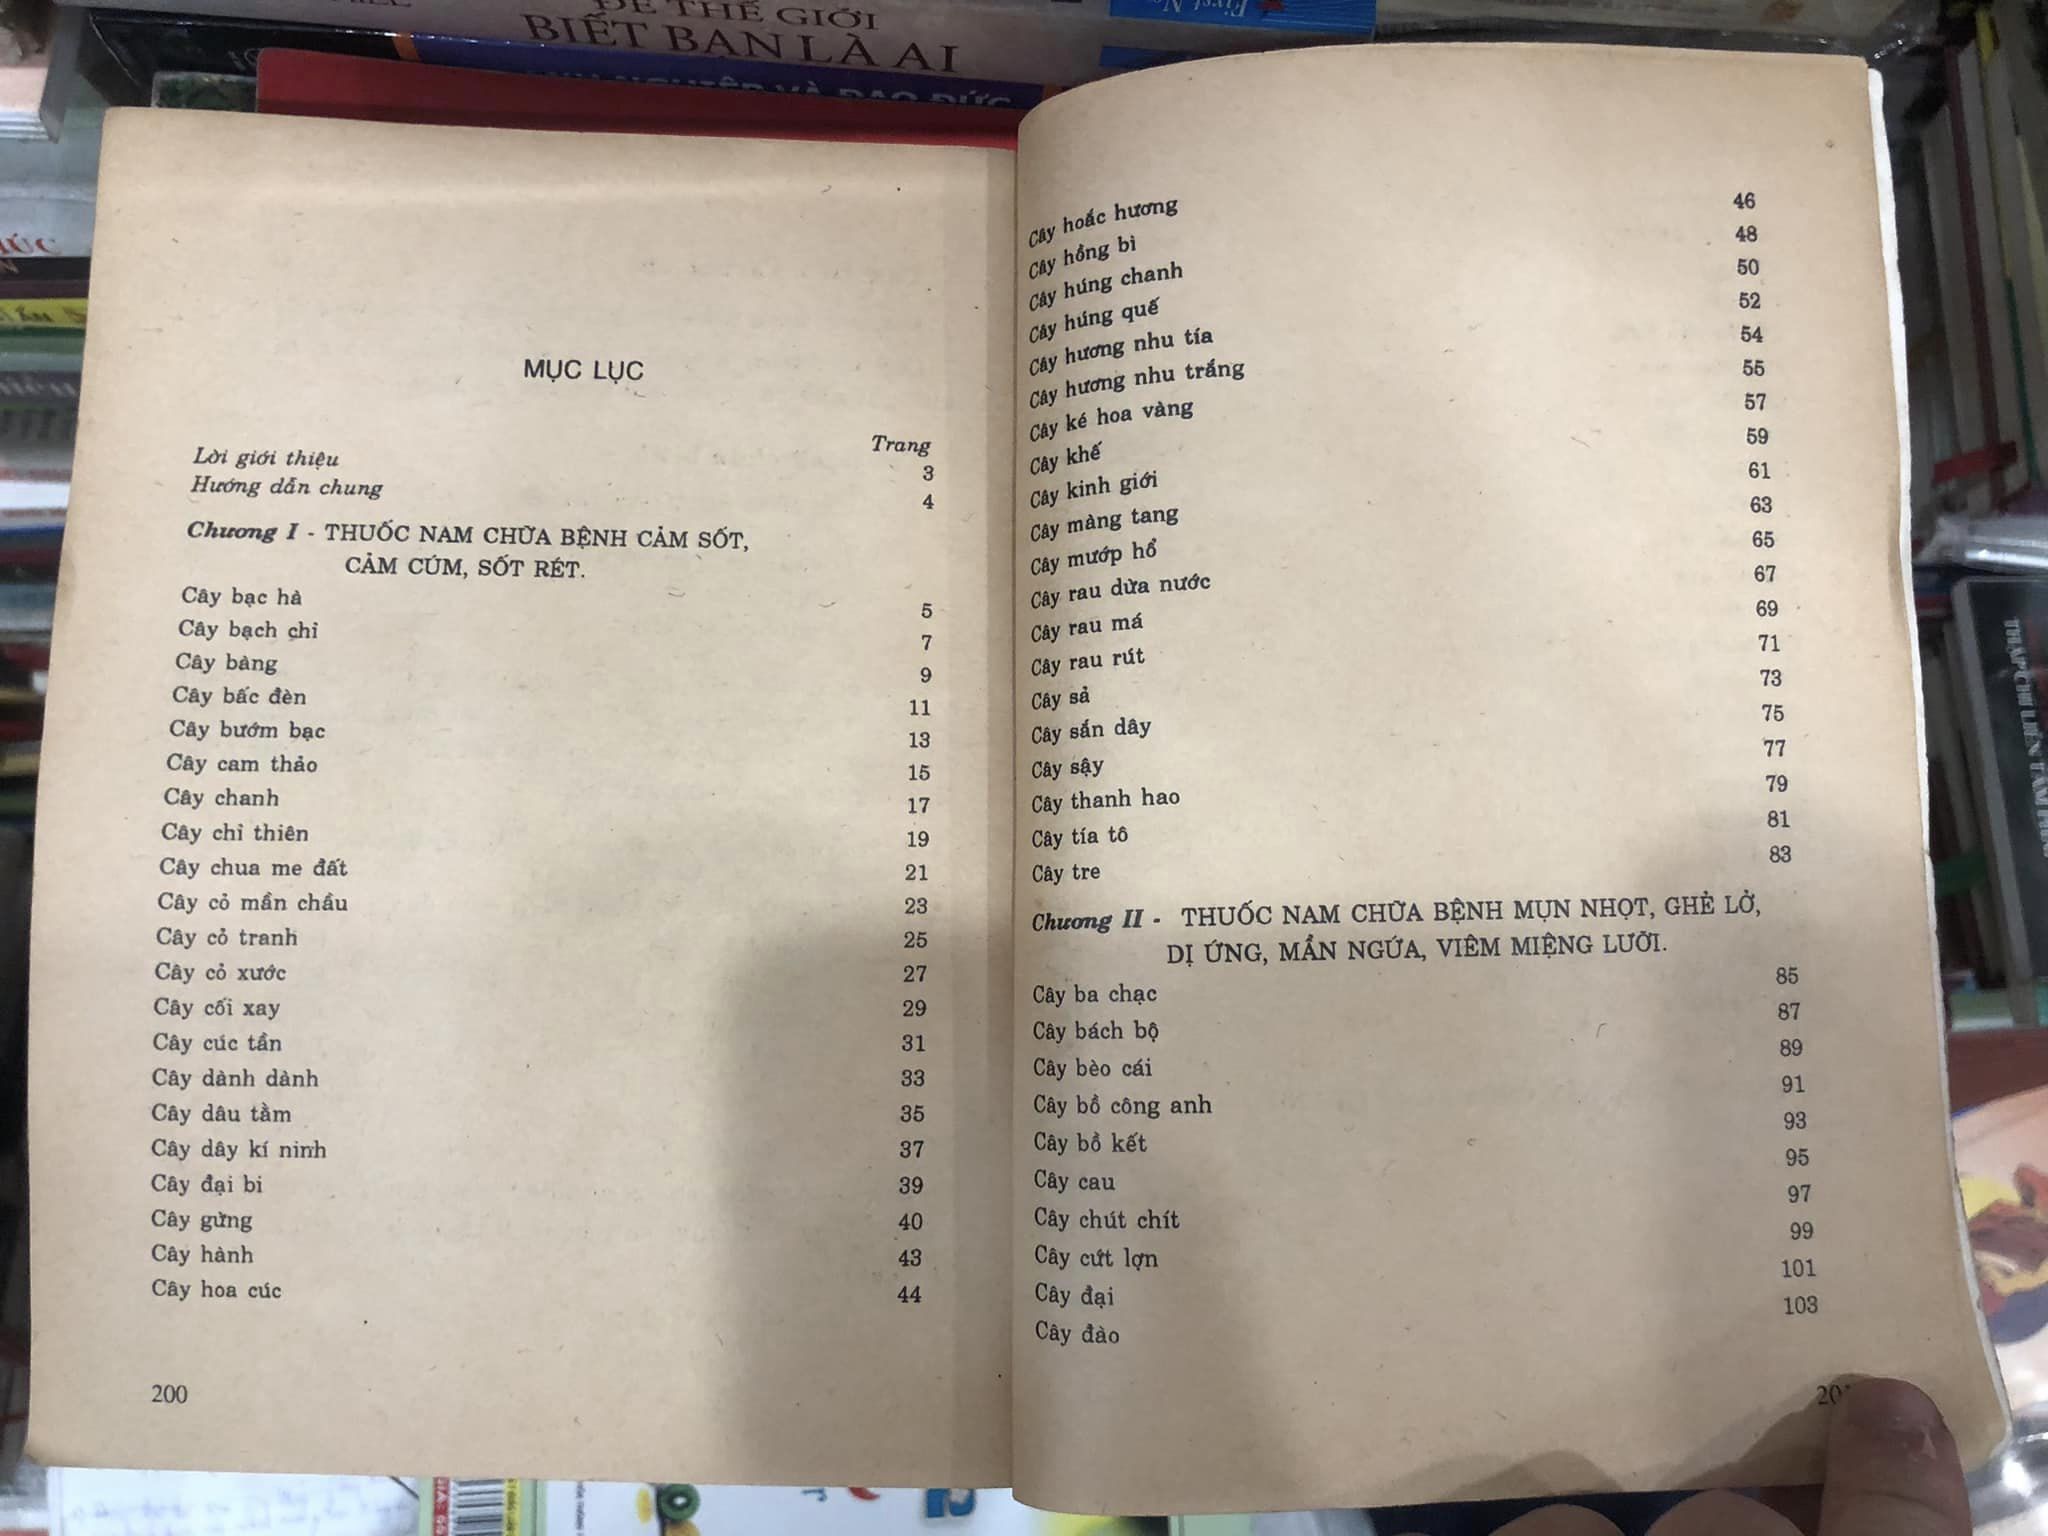 ĐỂ THẾ GIỚI
BIẾT BẠN LÀ AI
First
MỤC LỤC
Trang
Lời giới thiệu 3
Hướng dẫn chung 4
Chương I - THUỐC NAM CHỮA BỆNH CẢM SỐT,
CẢM CÚM, SỐT RÉT.
Cây bạc hà 5
Cây bạch chỉ 7
Cây bàng 9
Cây bấc đèn 11
Cây bướm bạc 13
Cây cam thảo 15
Cây chanh 17
Cây chỉ thiên 19
Cây chua me đất 21
Cây cỏ mần chầu 23
Cây cỏ tranh 25
Cây cỏ xước 27
Cây cối xay 29
Cây cúc tần 31
Cây dành dành 33
Cây dâu tằm 35
Cây dây kí ninh 37
Cây đại bi 39
Cây gừng 40
Cây hành 43
Cây hoa cúc 44
200
Cây hoắc hương 46
Cây hồng bì 48
Cây húng chanh 50
Cây húng quế 52
Cây hương nhu tía 54
Cây hương nhu trắng 55
Cây ké hoa vàng 57
Cây khế 59
Cây kinh giới 61
Cây màng tang 63
Cây mướp hổ 65
Cây rau dừa nước 67
Cây rau má 69
Cây rau rút 71
Cây sả 73
Cây sắn dây 75
Cây sậy 77
Cây thanh hao 79
Cây tía tô 81
Cây tre 83
Chương II - THUỐC NAM CHỮA BỆNH MỤN NHỌT, GHẺ LỞ,
DỊ ỨNG, MẨN NGỨA, VIÊM MIỆNG LƯỠI.
Cây ba chạc 85
Cây bách bộ 87
Cây bèo cái 89
Cây bồ công anh 91
Cây bồ kết 93
Cây cau 95
Cây chút chít 97
Cây cứt lợn 99
Cây đại 101
Cây đào 103